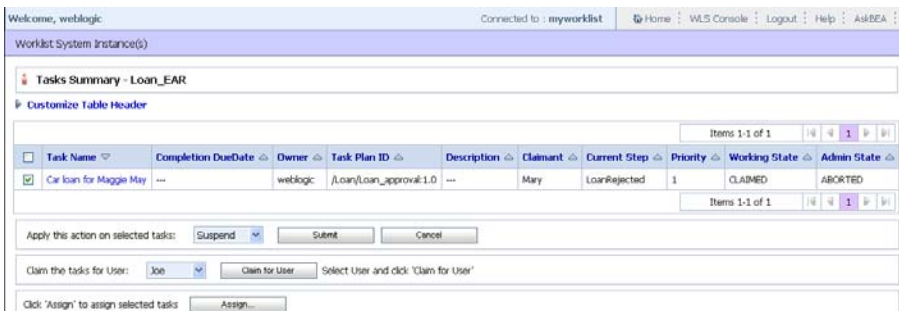 Welcome, weblogic Connected to : myworklist Home WLS Console Logout Help AskBEA
Worklist System Instance(s)
Tasks Summary - Loan_EAR
Customize Table Header
Items 1-1 of 1 1
Task Name Completion DueDate Owner Task Plan ID Description Claimant Current Step Priority Working State Admin State
Car loan for Maggie May --- weblogic /Loan/Loan_approval:1.0 --- Mary LoanRejected 1 CLAIMED ABORTED
Items 1-1 of 1 1
Apply this action on selected tasks: Suspend Submit Cancel
Claim the tasks for User: Joe Claim for User Select User and click 'Claim for User'
Click 'Assign' to assign selected tasks Assign...